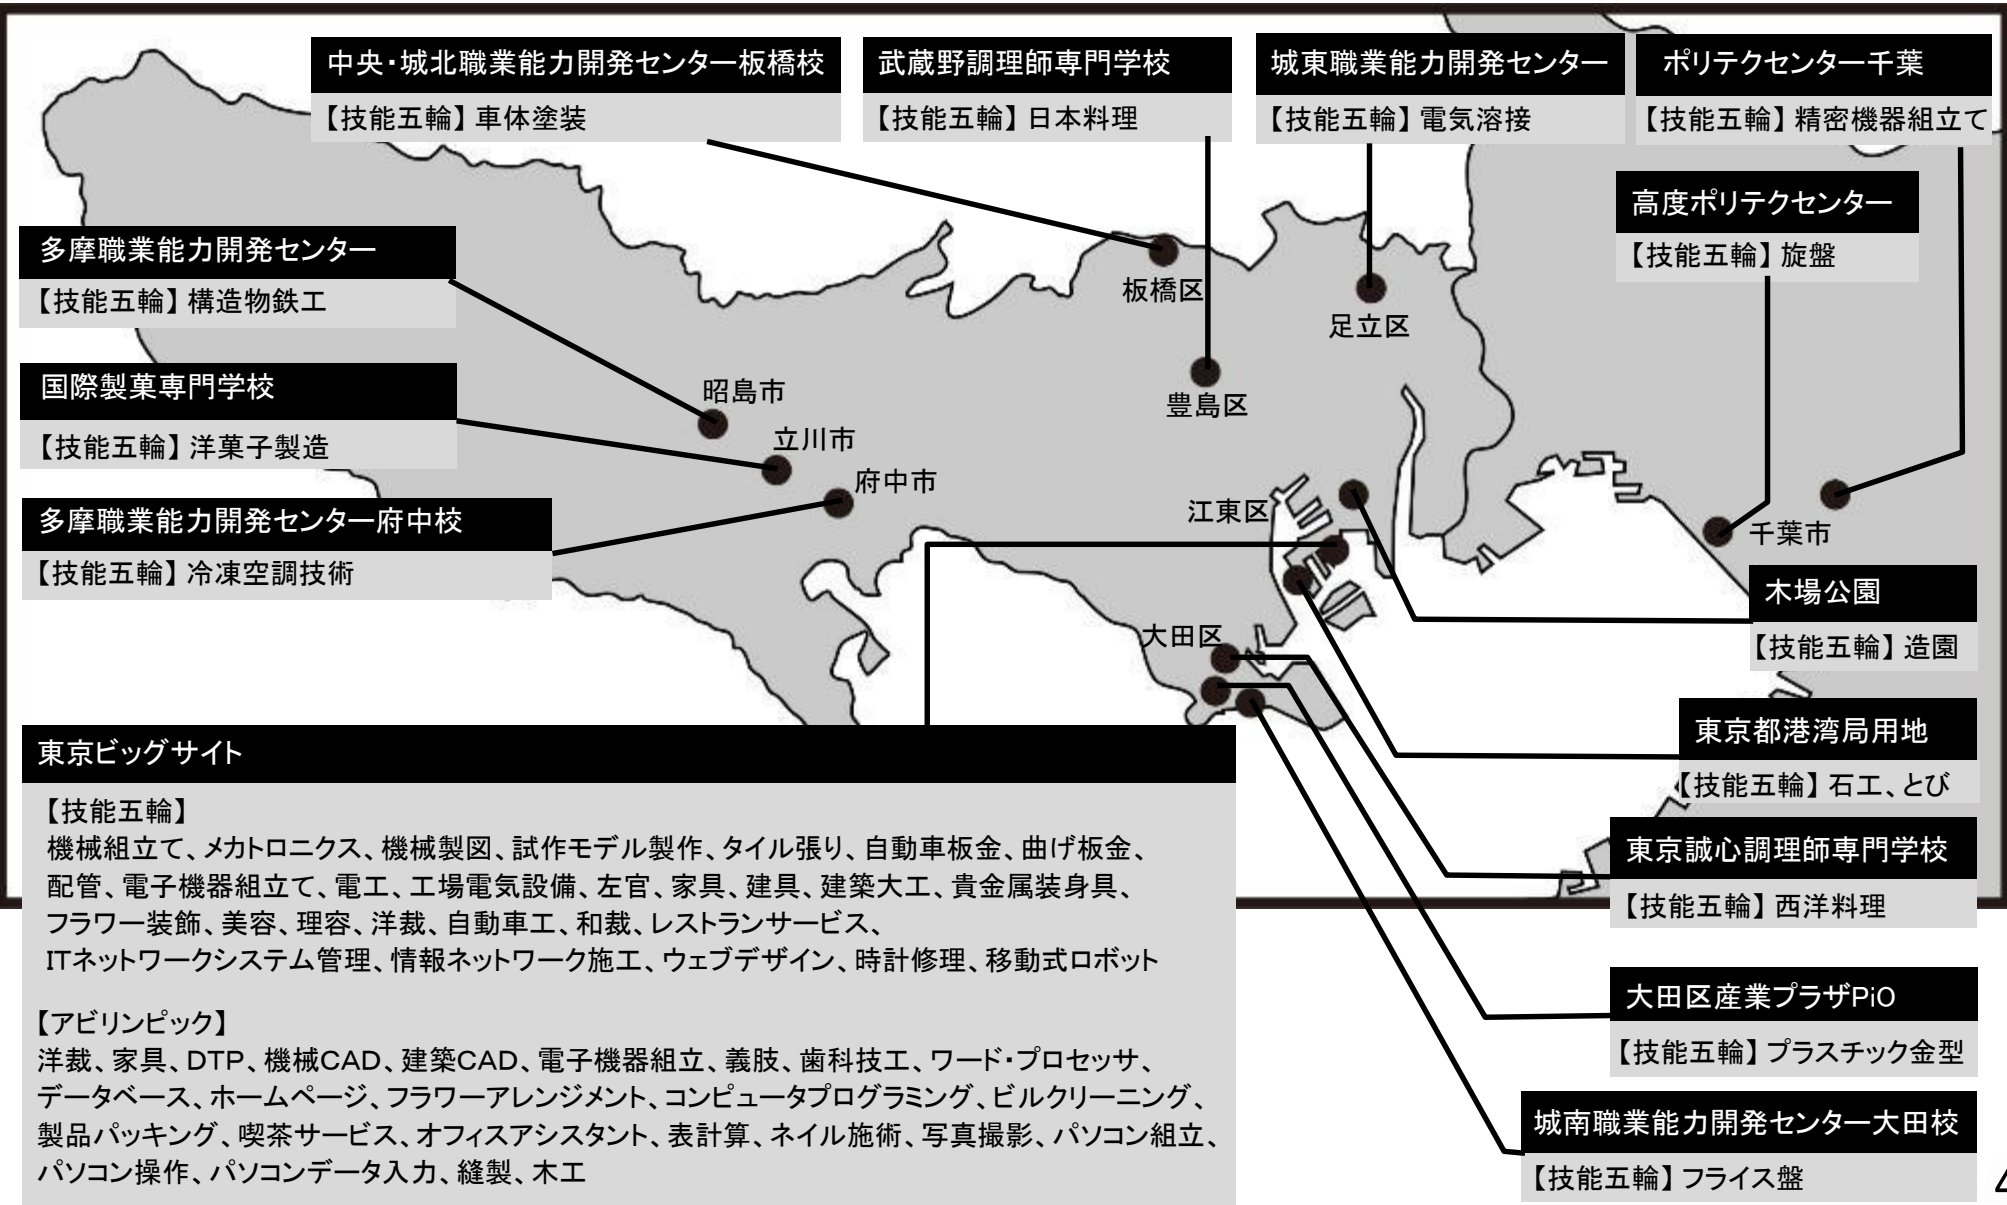 中央・城北職業能力開発センター板橋校
【技能五輪】車体塗装
武蔵野調理師専門学校
【技能五輪】日本料理
城東職業能力開発センター
【技能五輪】電気溶接
ポリテクセンター千葉
【技能五輪】精密機器組立て
高度ポリテクセンター
【技能五輪】旋盤
多摩職業能力開発センター
【技能五輪】構造物鉄工
国際製菓専門学校
【技能五輪】洋菓子製造
多摩職業能力開発センター府中校
【技能五輪】冷凍空調技術
板橋区
足立区
豊島区
昭島市
立川市
府中市
江東区
千葉市
大田区
木場公園
【技能五輪】造園
東京都港湾局用地
【技能五輪】石工、とび
東京誠心調理師専門学校
【技能五輪】西洋料理
大田区産業プラザPiO
【技能五輪】プラスチック金型
城南職業能力開発センター大田校
【技能五輪】フライス盤
東京ビッグサイト
【技能五輪】
機械組立て、メカトロニクス、機械製図、試作モデル製作、タイル張り、自動車板金、曲げ板金、
配管、電子機器組立て、電工、工場電気設備、左官、家具、建具、建築大工、貴金属装身具、
フラワー装飾、美容、理容、洋裁、自動車工、和裁、レストランサービス、
ITネットワークシステム管理、情報ネットワーク施工、ウェブデザイン、時計修理、移動式ロボット
【アビリンピック】
洋裁、家具、DTP、機械CAD、建築CAD、電子機器組立、義肢、歯科技工、ワード・プロセッサ、
データベース、ホームページ、フラワーアレンジメント、コンピュータプログラミング、ビルクリーニング、
製品パッキング、喫茶サービス、オフィスアシスタント、表計算、ネイル施術、写真撮影、パソコン組立、
パソコン操作、パソコンデータ入力、縫製、木工